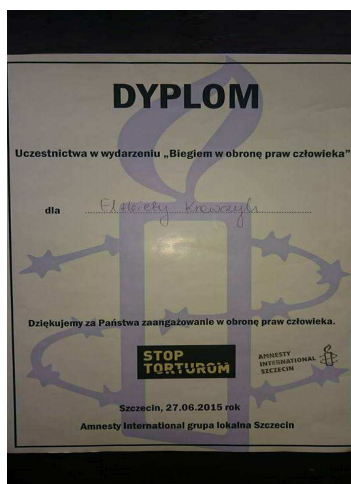 DYPLOM
Uczestnictwa w wydarzeniu „Biegiem w obronę praw człowieka”
dla Elżbiety Krawczyk
Dziękujemy za Państwa zaangażowanie w obronę praw człowieka.
STOP
TORTUROM
AMNESTY
INTERNATIONAL
SZCZECIN
Szczecin, 27.06.2015 rok
Amnesty International grupa lokalna Szczecin